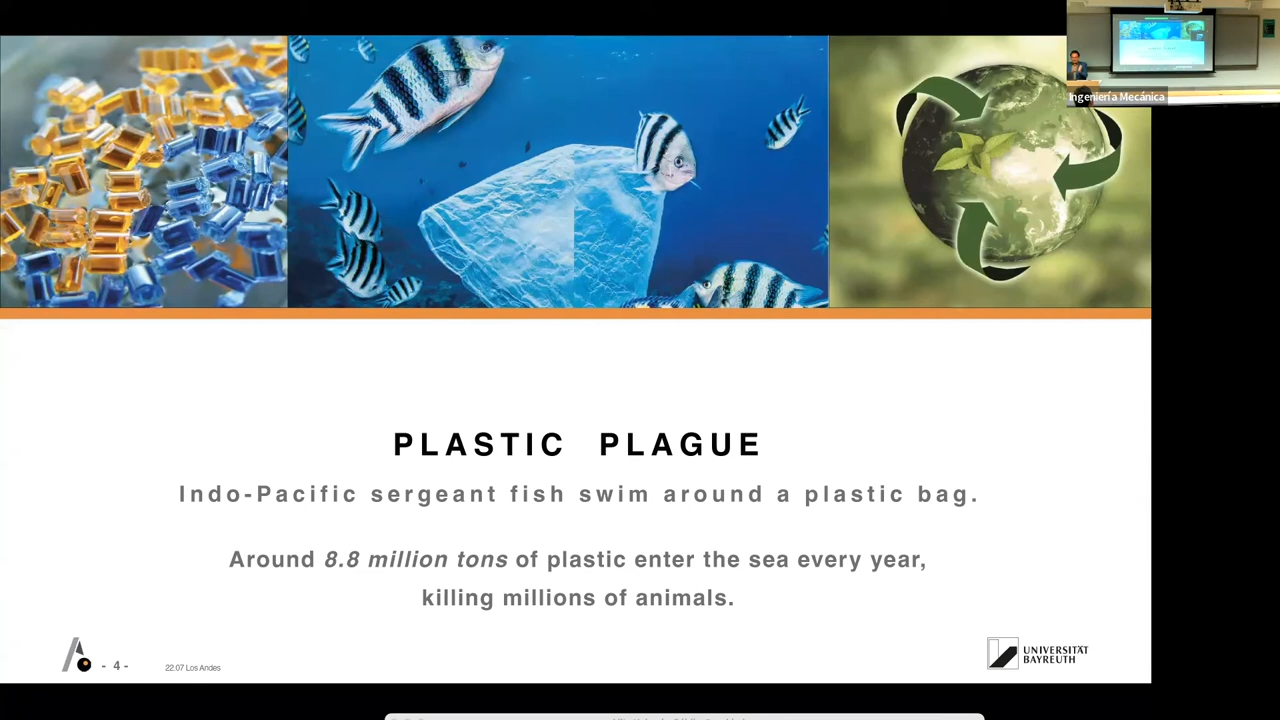 Ingeniería Mecánica
PLASTIC PLAGUE
Indo-Pacific sergeant fish swim around a plastic bag.
Around 8.8 million tons of plastic enter the sea every year,
killing millions of animals.
- 4 -
22.07 Los Andes
UNIVERSITÄT
BAYREUTH